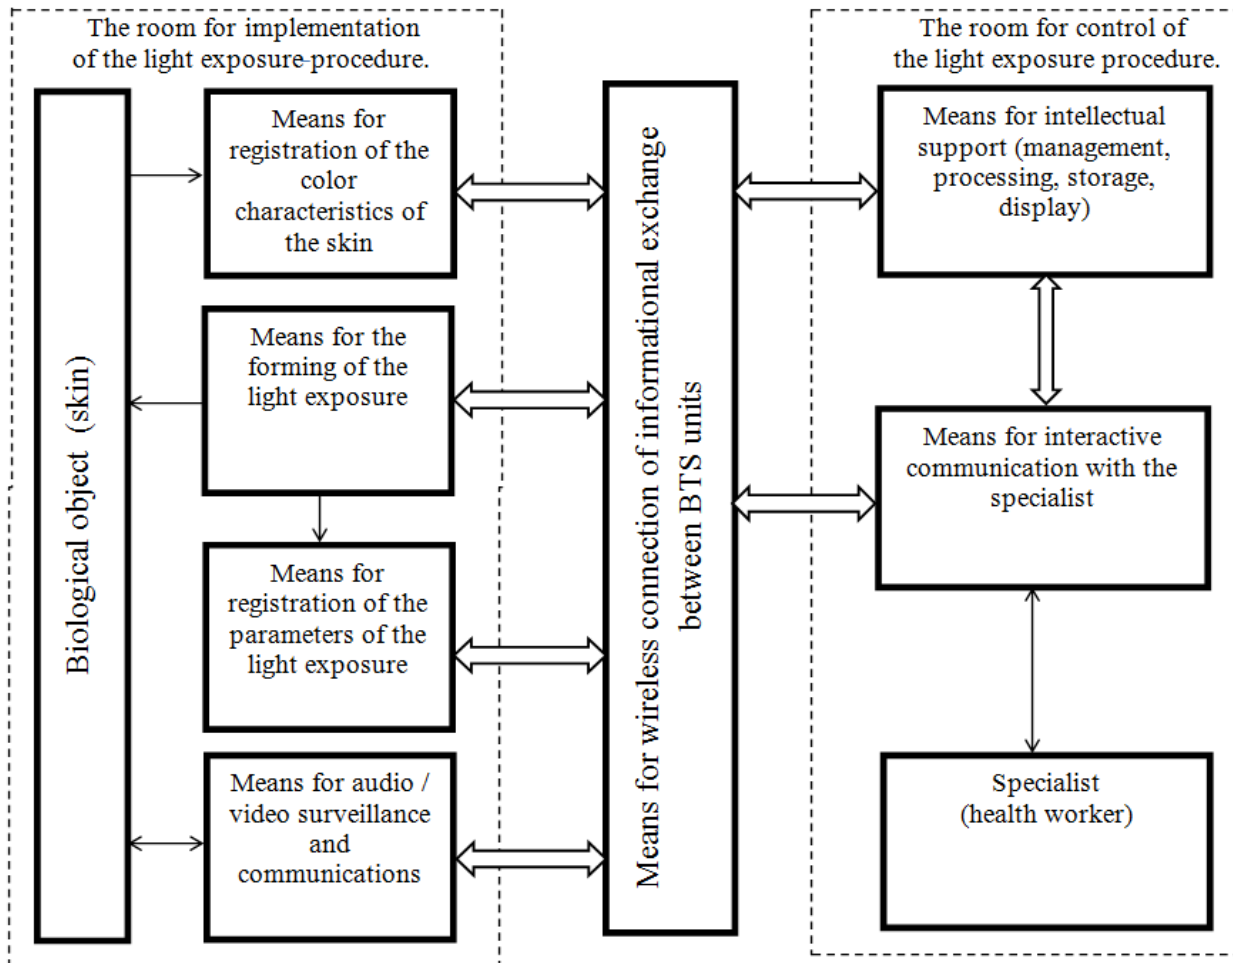 The room for implementation
of the light exposure procedure.
Biological object (skin)
Means for
registration of the
color
characteristics of
the skin
Means for the
forming of the
light exposure
Means for
registration of the
parameters of the
light exposure
Means for audio /
video surveillance
and
communications
Means for wireless connection of informational exchange
between BTS units
The room for control of
the light exposure procedure.
Means for intellectual
support (management,
processing, storage,
display)
Means for interactive
communication with the
specialist
Specialist
(health worker)